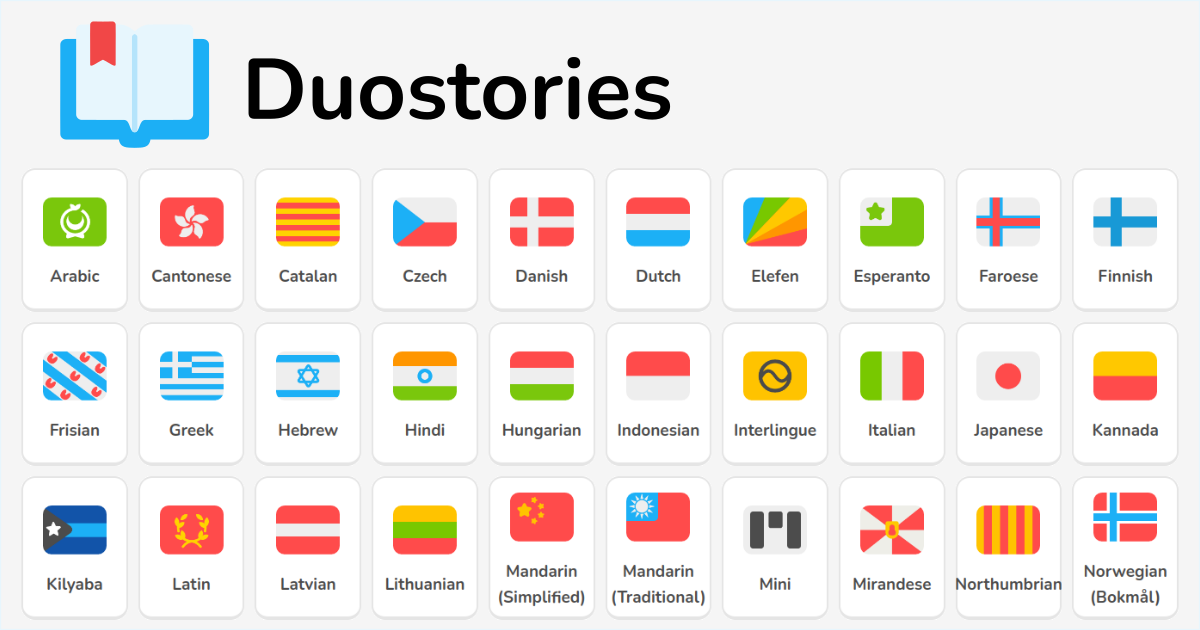 Duostories
Arabic
Cantonese
Catalan
Czech
Danish
Dutch
Elefen
Esperanto
Faroese
Finnish
Frisian
Greek
Hebrew
Hindi
Hungarian
Indonesian
Interlingue
Italian
Japanese
Kannada
Kilyaba
Latin
Latvian
Lithuanian
Mandarin
(Simplified)
Mandarin
(Traditional)
Mini
Mirandese
Northumbrian
Norwegian
(Bokmål)